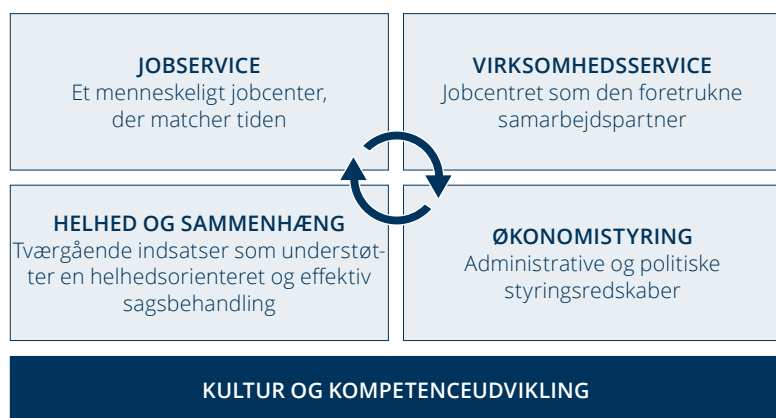 JOBSERVICE
Et menneskeligt jobcenter,
der matcher tiden
VIRKSOMHEDSSERVICE
Jobcentret som den foretrukne
samarbejdspartner
HELHED OG SAMMENHÆNG
Tværgående indsatser som understøt-
ter en helhedsorienteret og effektiv
sagsbehandling
ØKONOMISTYRING
Administrative og politiske
styringsredskaber
KULTUR OG KOMPETENCEUDVIKLING